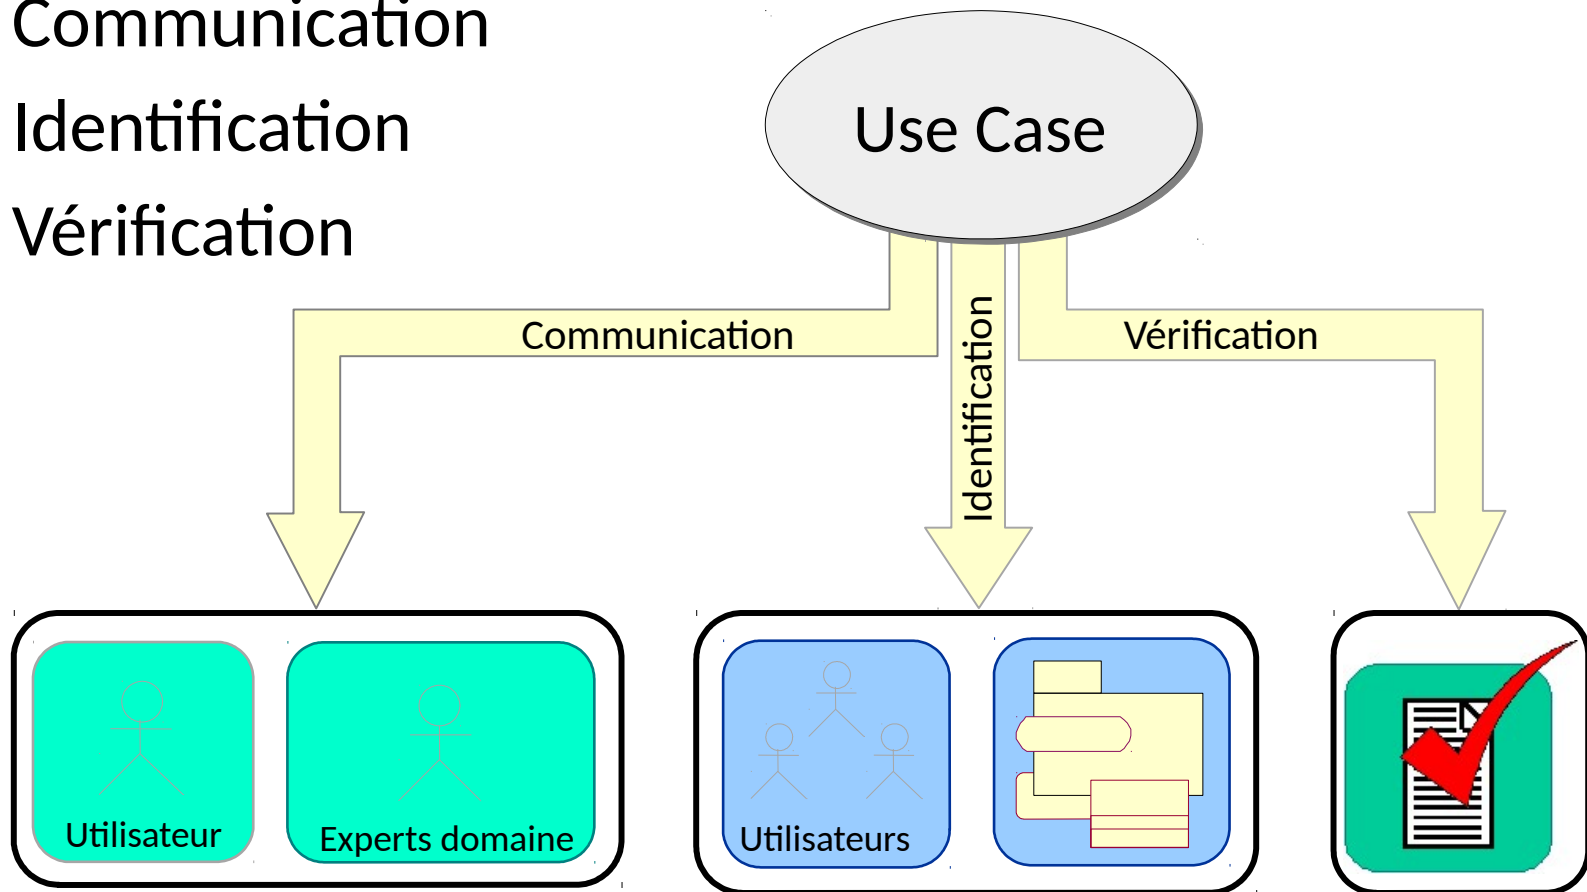 Communication
Identification
Vérification
Use Case
Communication
Identification
Vérification
Utilisateur
Experts domaine
Utilisateurs